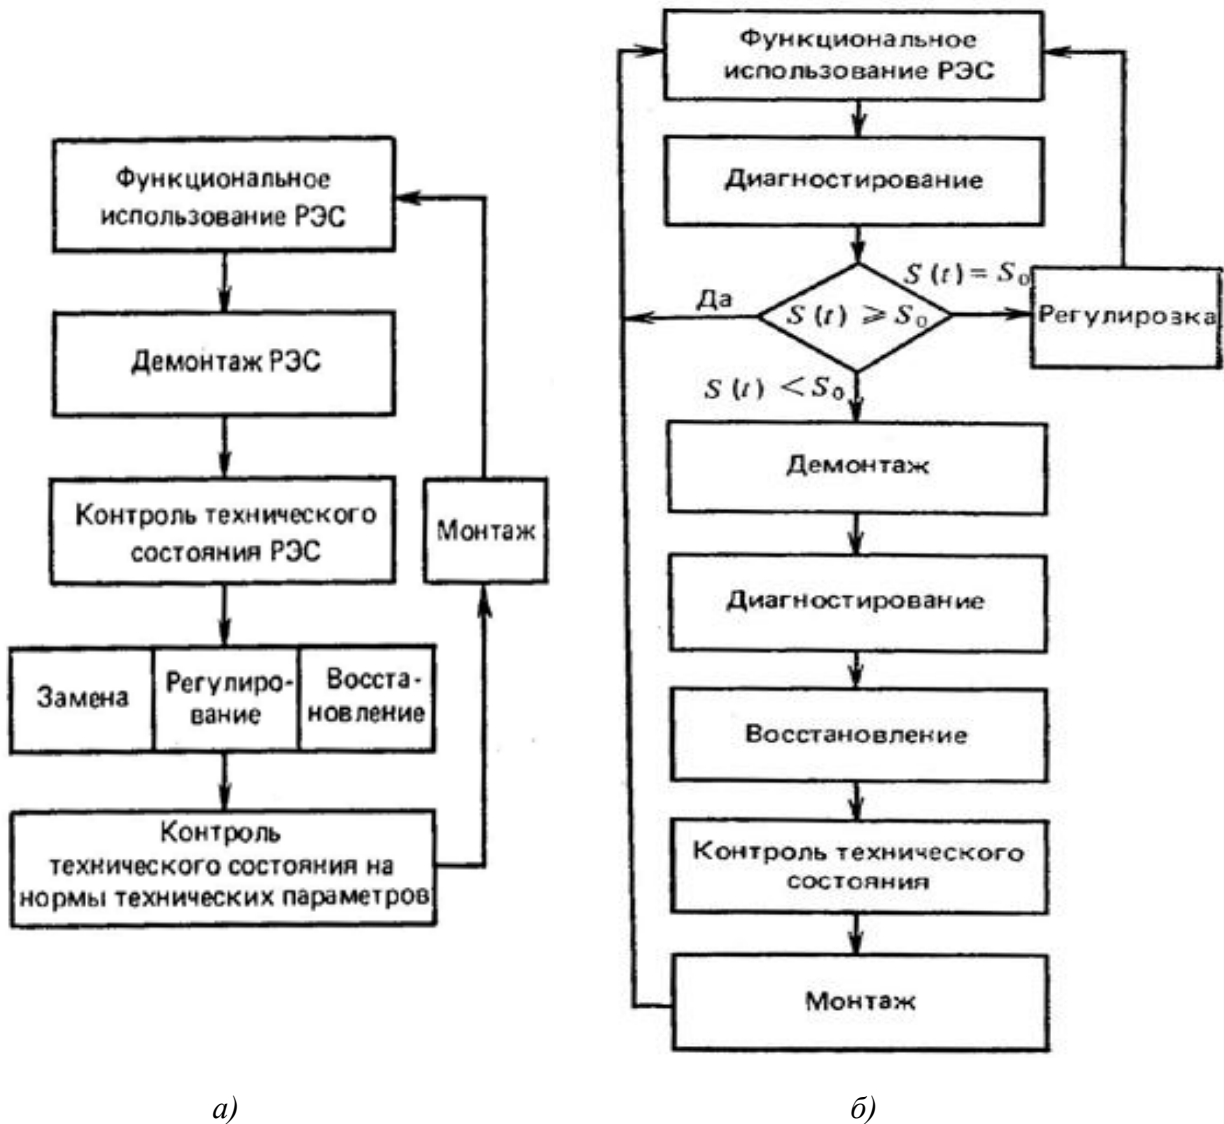 Функциональное
использование РЭС
Демонтаж РЭС
Контроль технического
состояния РЭС
Монтаж
Замена
Регулиро-
вание
Восста-
новление
Контроль
технического состояния на
нормы технических параметров
а)
Функциональное
использование РЭС
Диагностирование
S (t) = S₀
Да
S (t) ⩾ S₀
Регулировка
S (t) < S₀
Демонтаж
Диагностирование
Восстановление
Контроль технического
состояния
Монтаж
б)